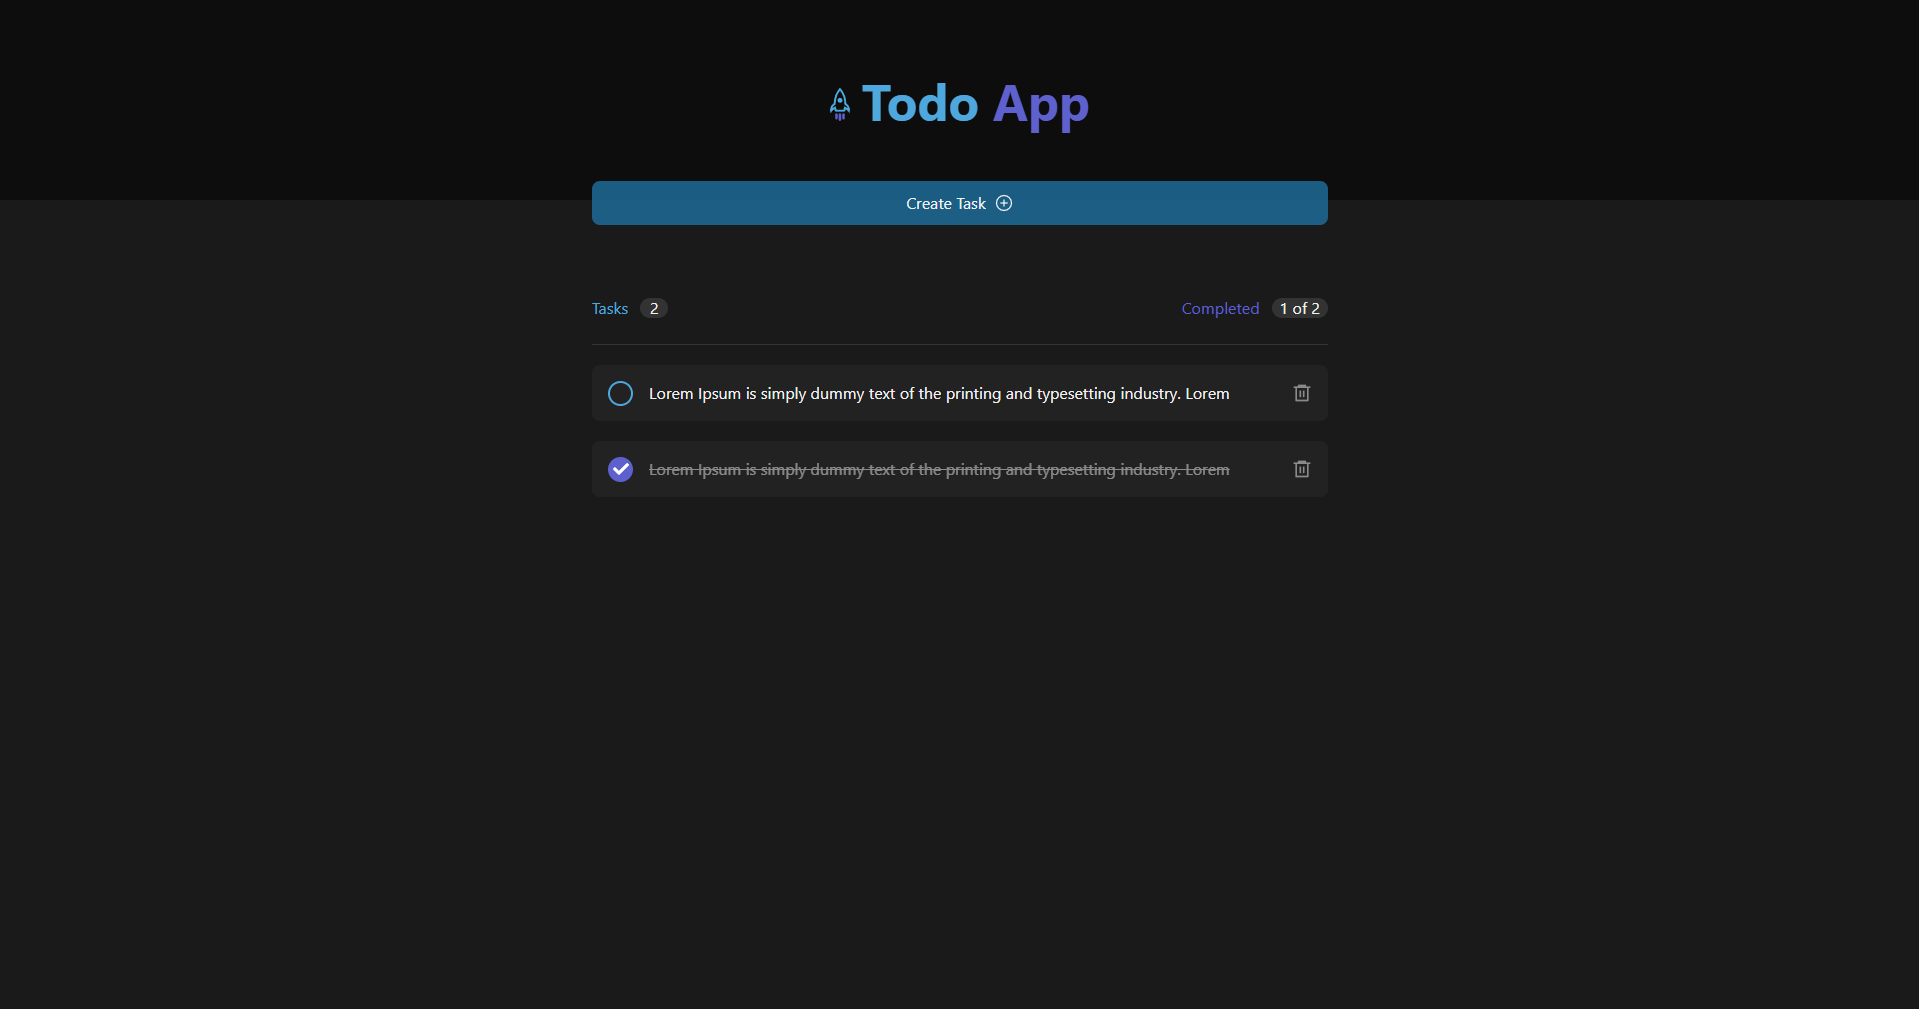 Todo App
Create Task
Tasks 2
Completed 1 of 2
Lorem Ipsum is simply dummy text of the printing and typesetting industry. Lorem
Lorem Ipsum is simply dummy text of the printing and typesetting industry. Lorem